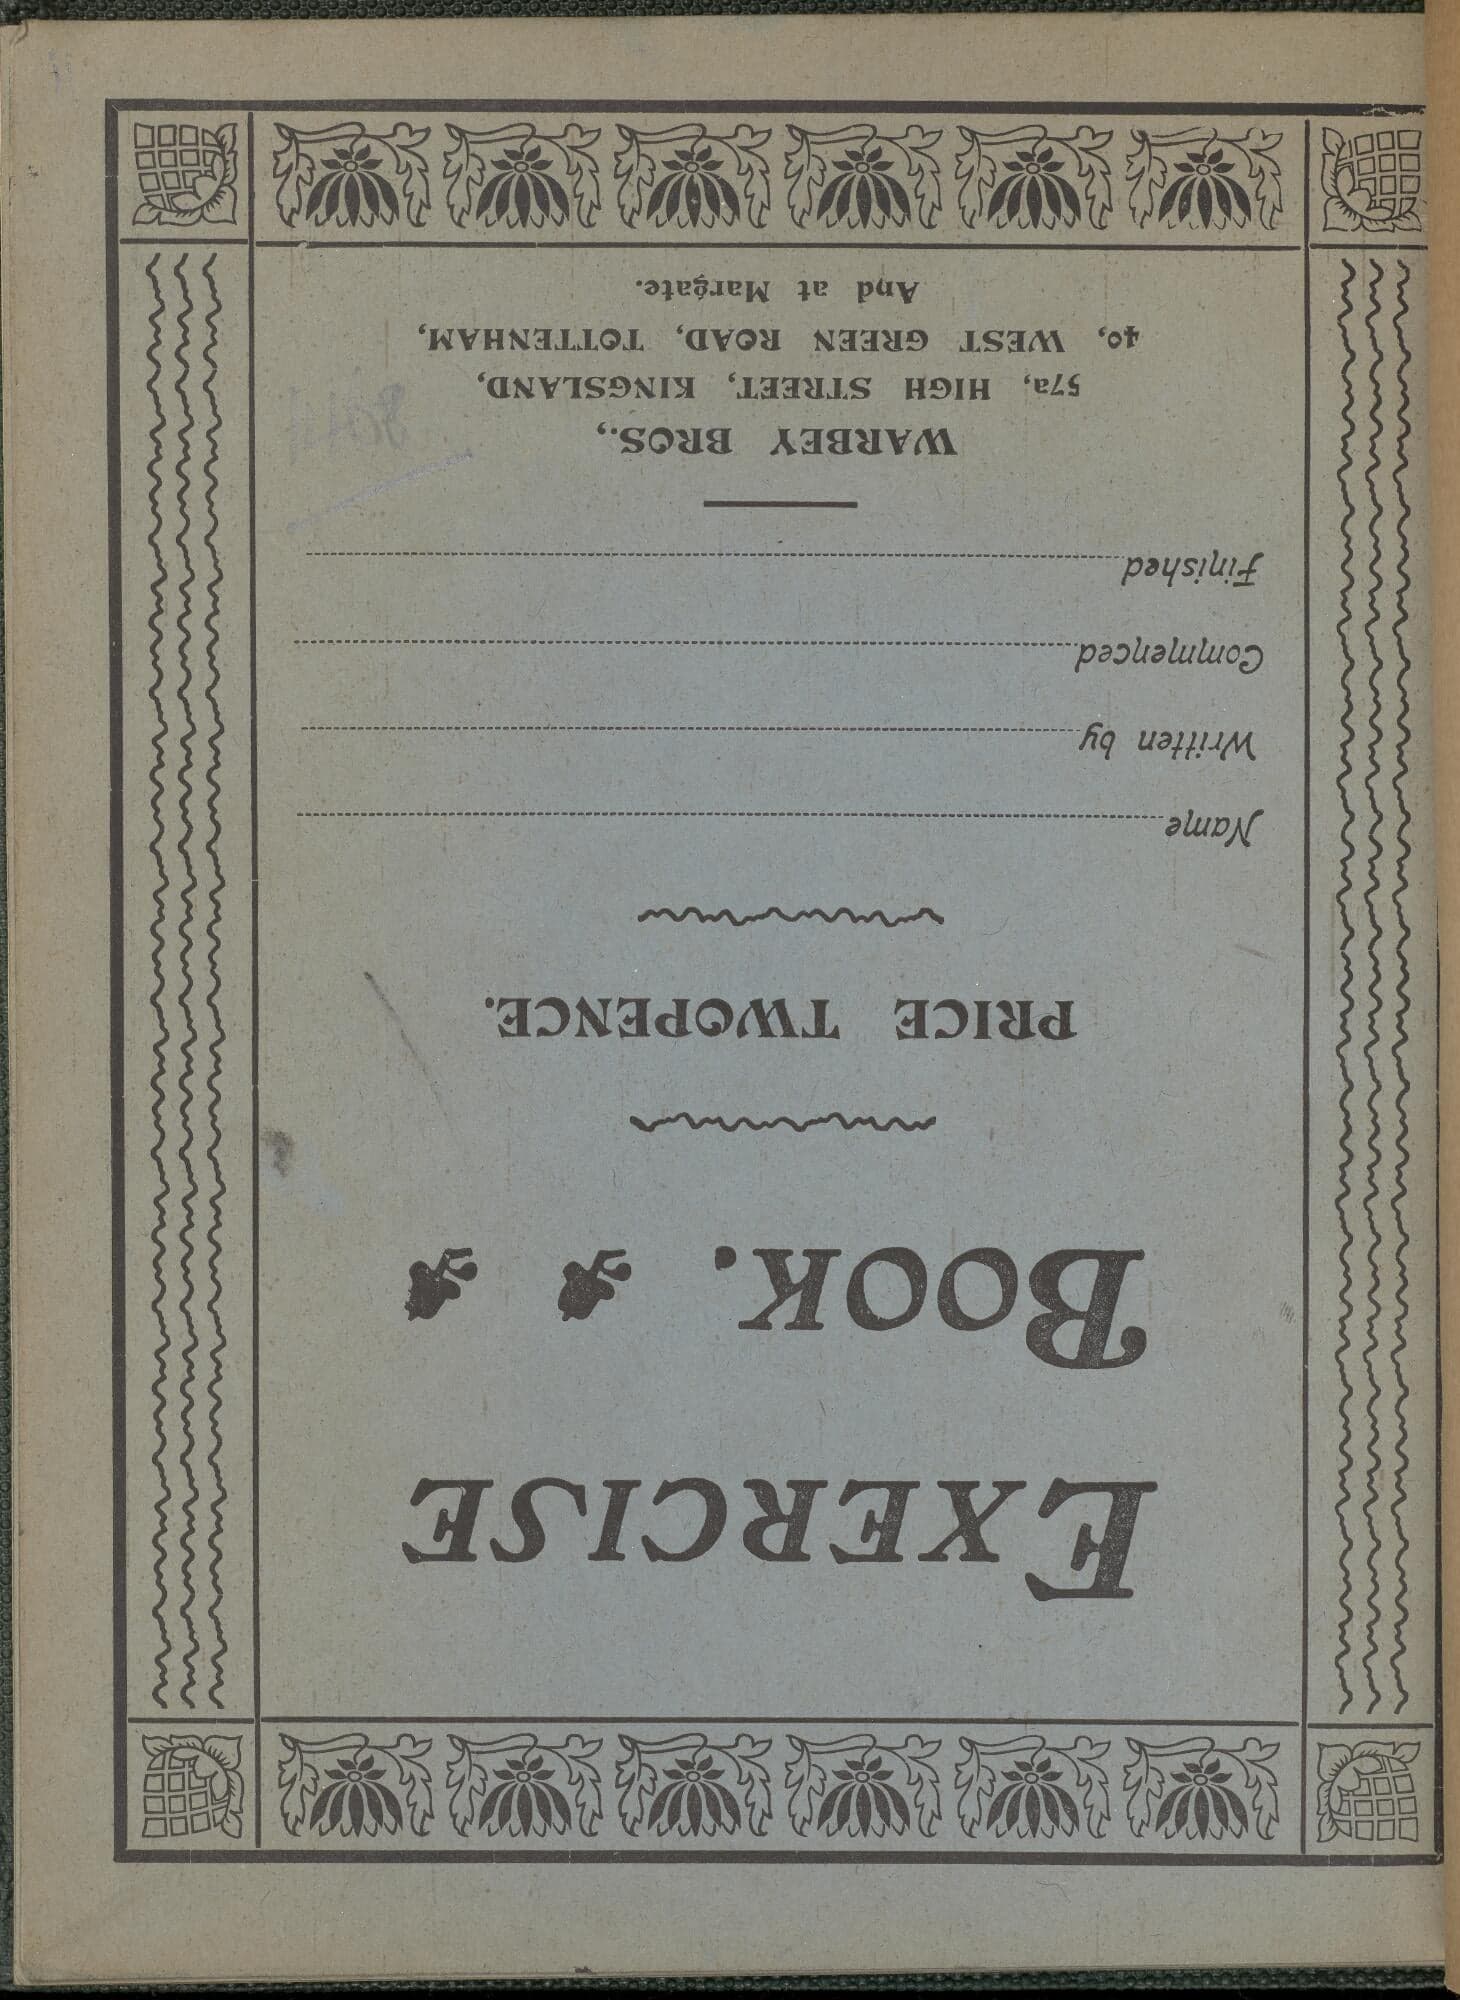 EXERCISE
BOOK.
PRICE TWOPENCE.
Name
Written by
Commenced
Finished
WARBEY BROS.,
57a, HIGH STREET, KINGSLAND,
40, WEST GREEN ROAD, TOTTENHAM,
And at Margate.